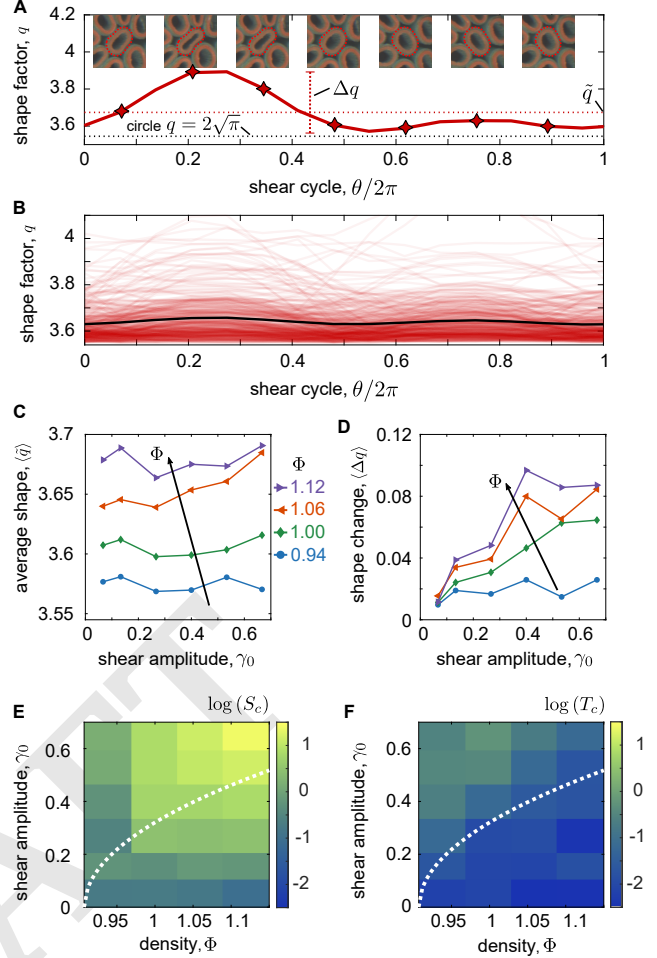 A
4.2
4
3.8
3.6
shape factor, q
Δq
q̃
circle q = 2√π
0 0.2 0.4 0.6 0.8 1
shear cycle, θ/2π
B
4
3.8
3.6
shape factor, q
0 0.2 0.4 0.6 0.8 1
shear cycle, θ/2π
C
3.7
3.65
3.6
3.55
average shape, ⟨q̃⟩
Φ
0 0.2 0.4 0.6
shear amplitude, γ0
Φ
1.12
1.06
1.00
0.94
D
0.12
0.08
0.04
0
shape change, ⟨Δq⟩
Φ
0 0.2 0.4 0.6
shear amplitude, γ0
E
log (Sc)
0.6
0.4
0.2
0
shear amplitude, γ0
0.95 1 1.05 1.1
density, Φ
1
0
-1
-2
F
log (Tc)
0.6
0.4
0.2
0
shear amplitude, γ0
0.95 1 1.05 1.1
density, Φ
1
0
-1
-2
AFT